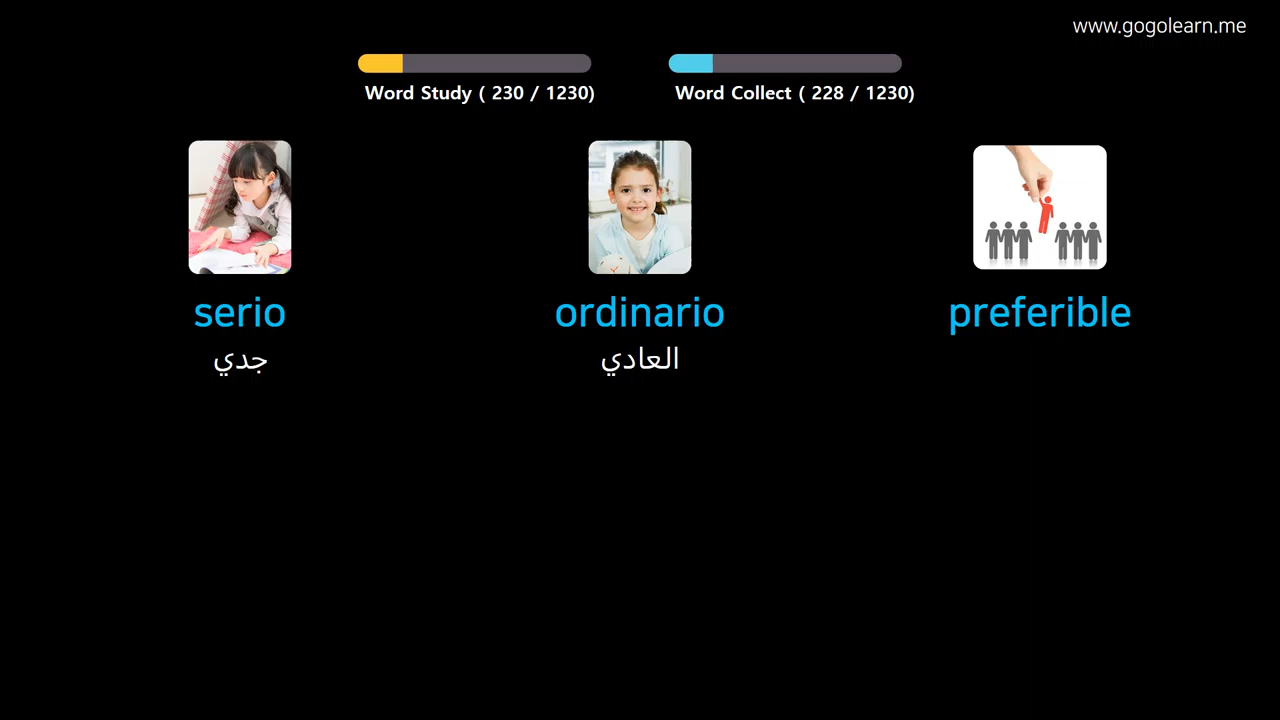 www.gogolearn.me
Word Study ( 230 / 1230)
Word Collect ( 228 / 1230)
serio
جدي
ordinario
العادي
preferible